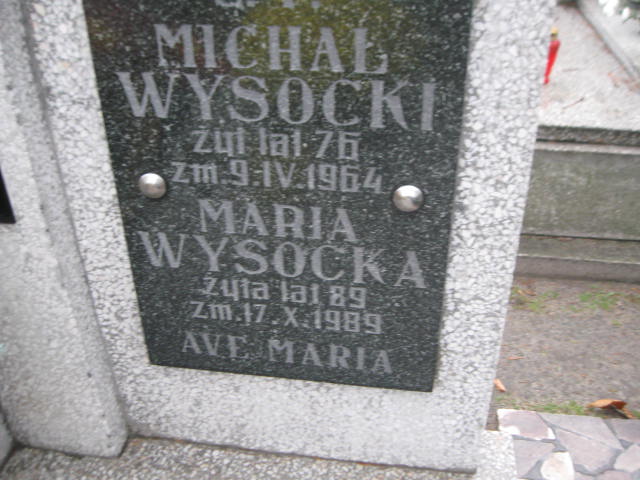 MICHAŁ
WYSOCKI
żył lat 76
zm. 9.IV.1964
MARIA
WYSOCKA
żyła lat 89
zm. 17.X.1989
AVE MARIA